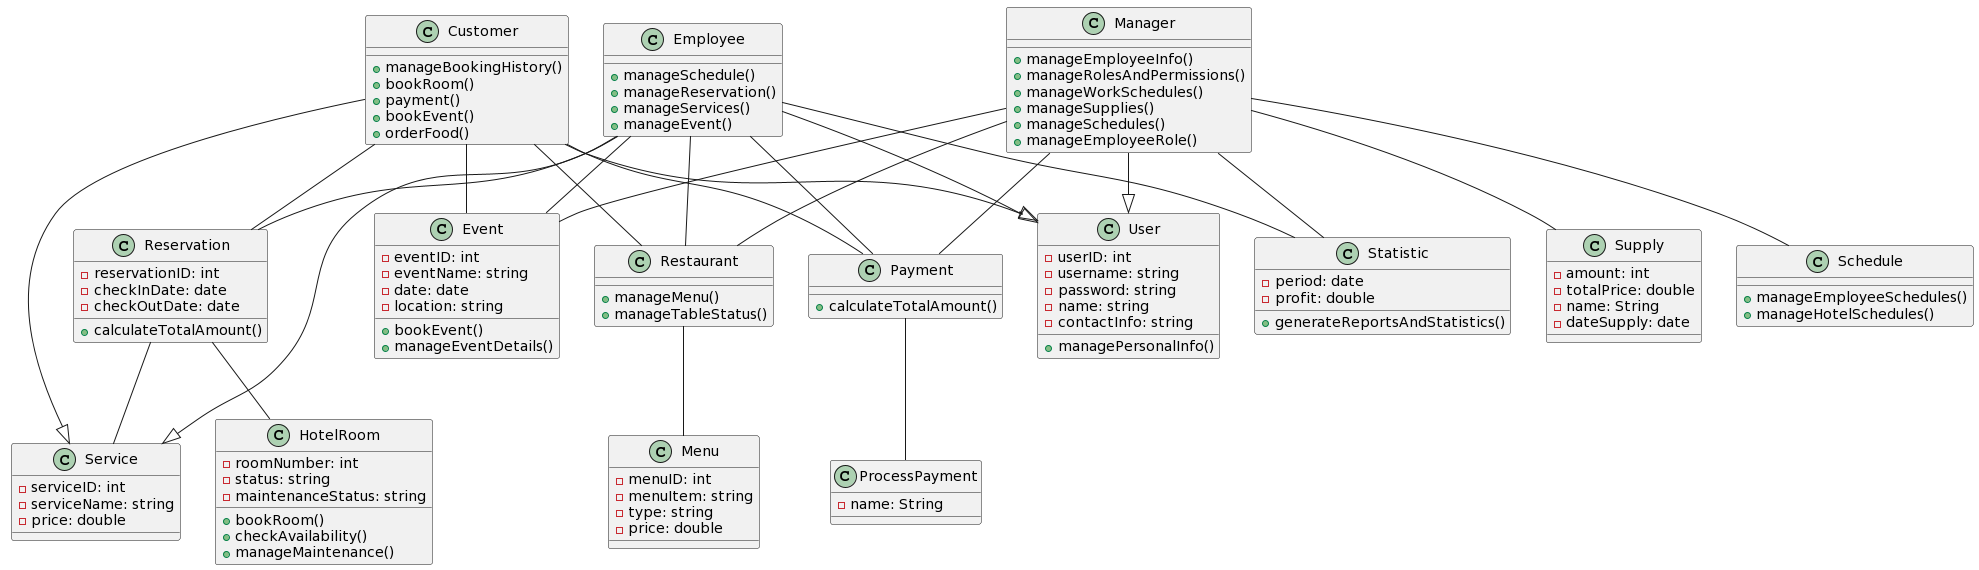 C Customer
manageBookingHistory()
bookRoom()
payment()
bookEvent()
orderFood()
C Employee
manageSchedule()
manageReservation()
manageServices()
manageEvent()
C Manager
manageEmployeeInfo()
manageRolesAndPermissions()
manageWorkSchedules()
manageSupplies()
manageSchedules()
manageEmployeeRole()
C Reservation
reservationID: int
checkInDate: date
checkOutDate: date
calculateTotalAmount()
C Event
eventID: int
eventName: string
date: date
location: string
bookEvent()
manageEventDetails()
C Restaurant
manageMenu()
manageTableStatus()
C Payment
calculateTotalAmount()
C User
userID: int
username: string
password: string
name: string
contactInfo: string
managePersonalInfo()
C Statistic
period: date
profit: double
generateReportsAndStatistics()
C Supply
amount: int
totalPrice: double
name: String
dateSupply: date
C Schedule
manageEmployeeSchedules()
manageHotelSchedules()
C Service
serviceID: int
serviceName: string
price: double
C HotelRoom
roomNumber: int
status: string
maintenanceStatus: string
bookRoom()
checkAvailability()
manageMaintenance()
C Menu
menuID: int
menuItem: string
type: string
price: double
C ProcessPayment
name: String